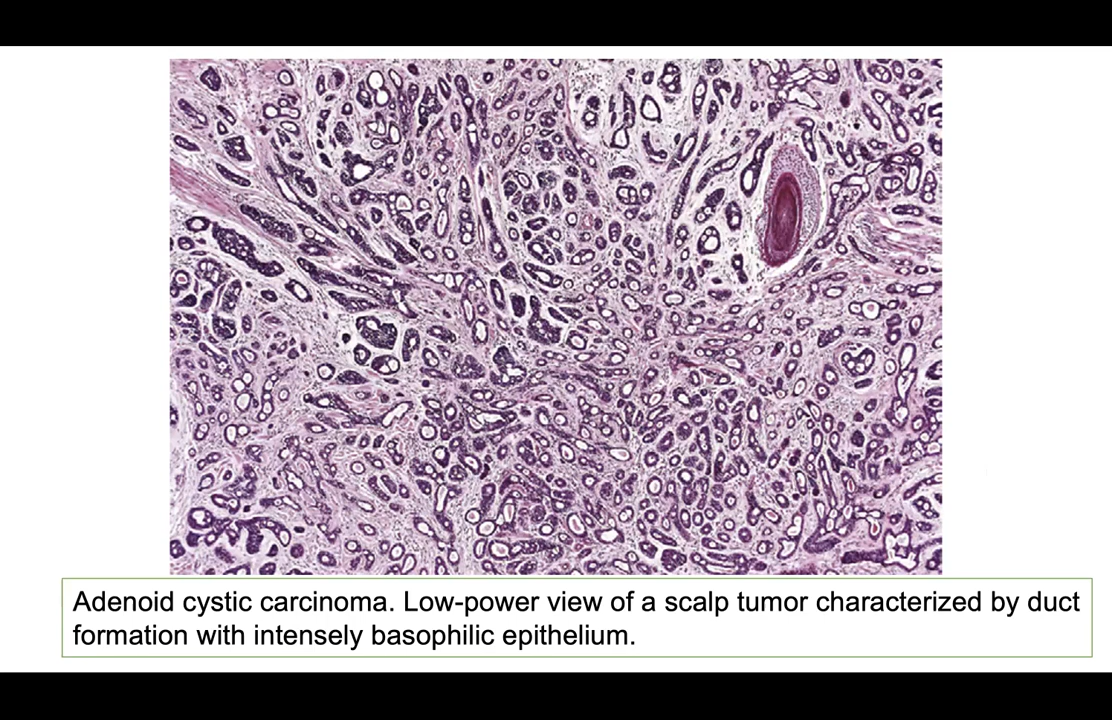 Adenoid cystic carcinoma. Low-power view of a scalp tumor characterized by duct
formation with intensely basophilic epithelium.